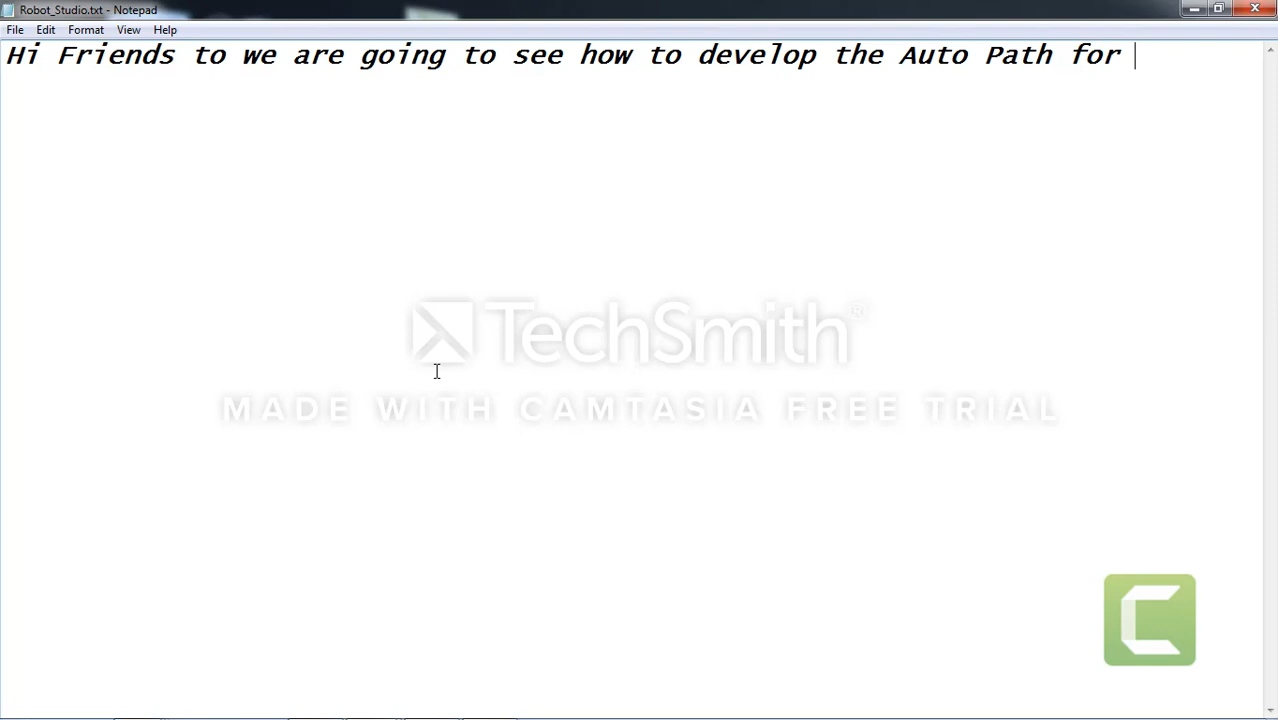 Robot_Studio.txt - Notepad
File Edit Format View Help
Hi Friends to we are going to see how to develop the Auto Path for
TechSmith®
MADE WITH CAMTASIA FREE TRIAL